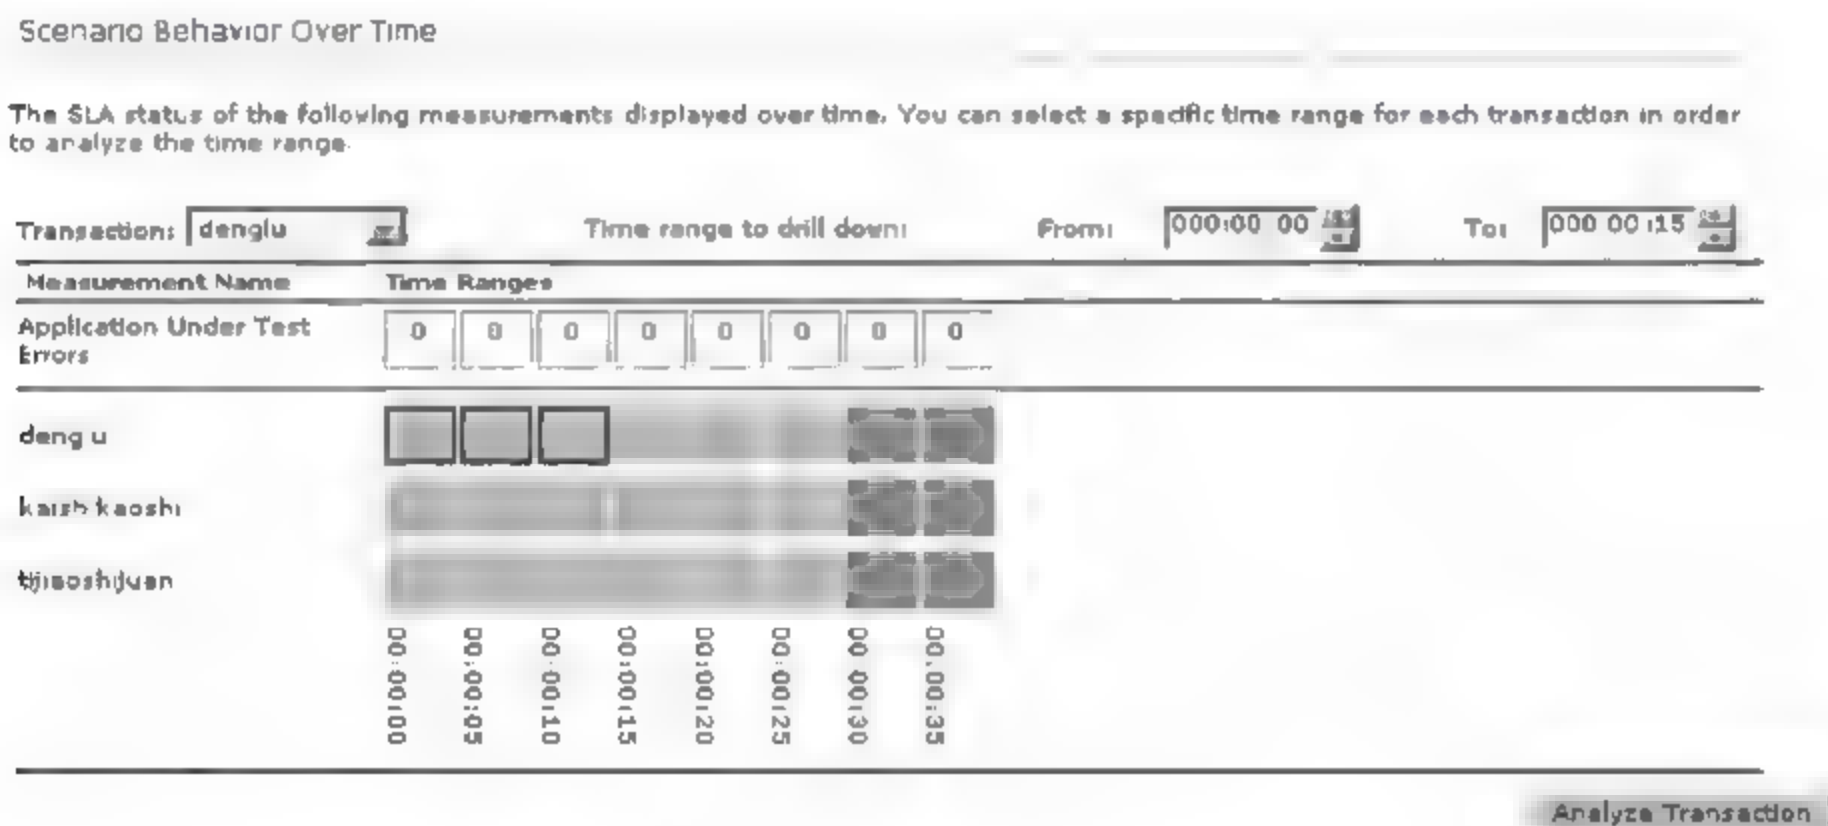 Scenario Behavior Over Time
The SLA status of the following measurements displayed over time. You can select a specific time range for each transaction in order
to analyze the time range.
Transaction: denglu Time range to drill down: From: 000:00:00 To: 000:00:15
Measurement Name Time Ranges
Application Under Test 0 0 0 0 0 0 0 0
Errors
denglu
kaoshi
00:00:00 00:00:05 00:00:10 00:00:15 00:00:20 00:00:25 00:00:30 00:00:35
Analyze Transaction